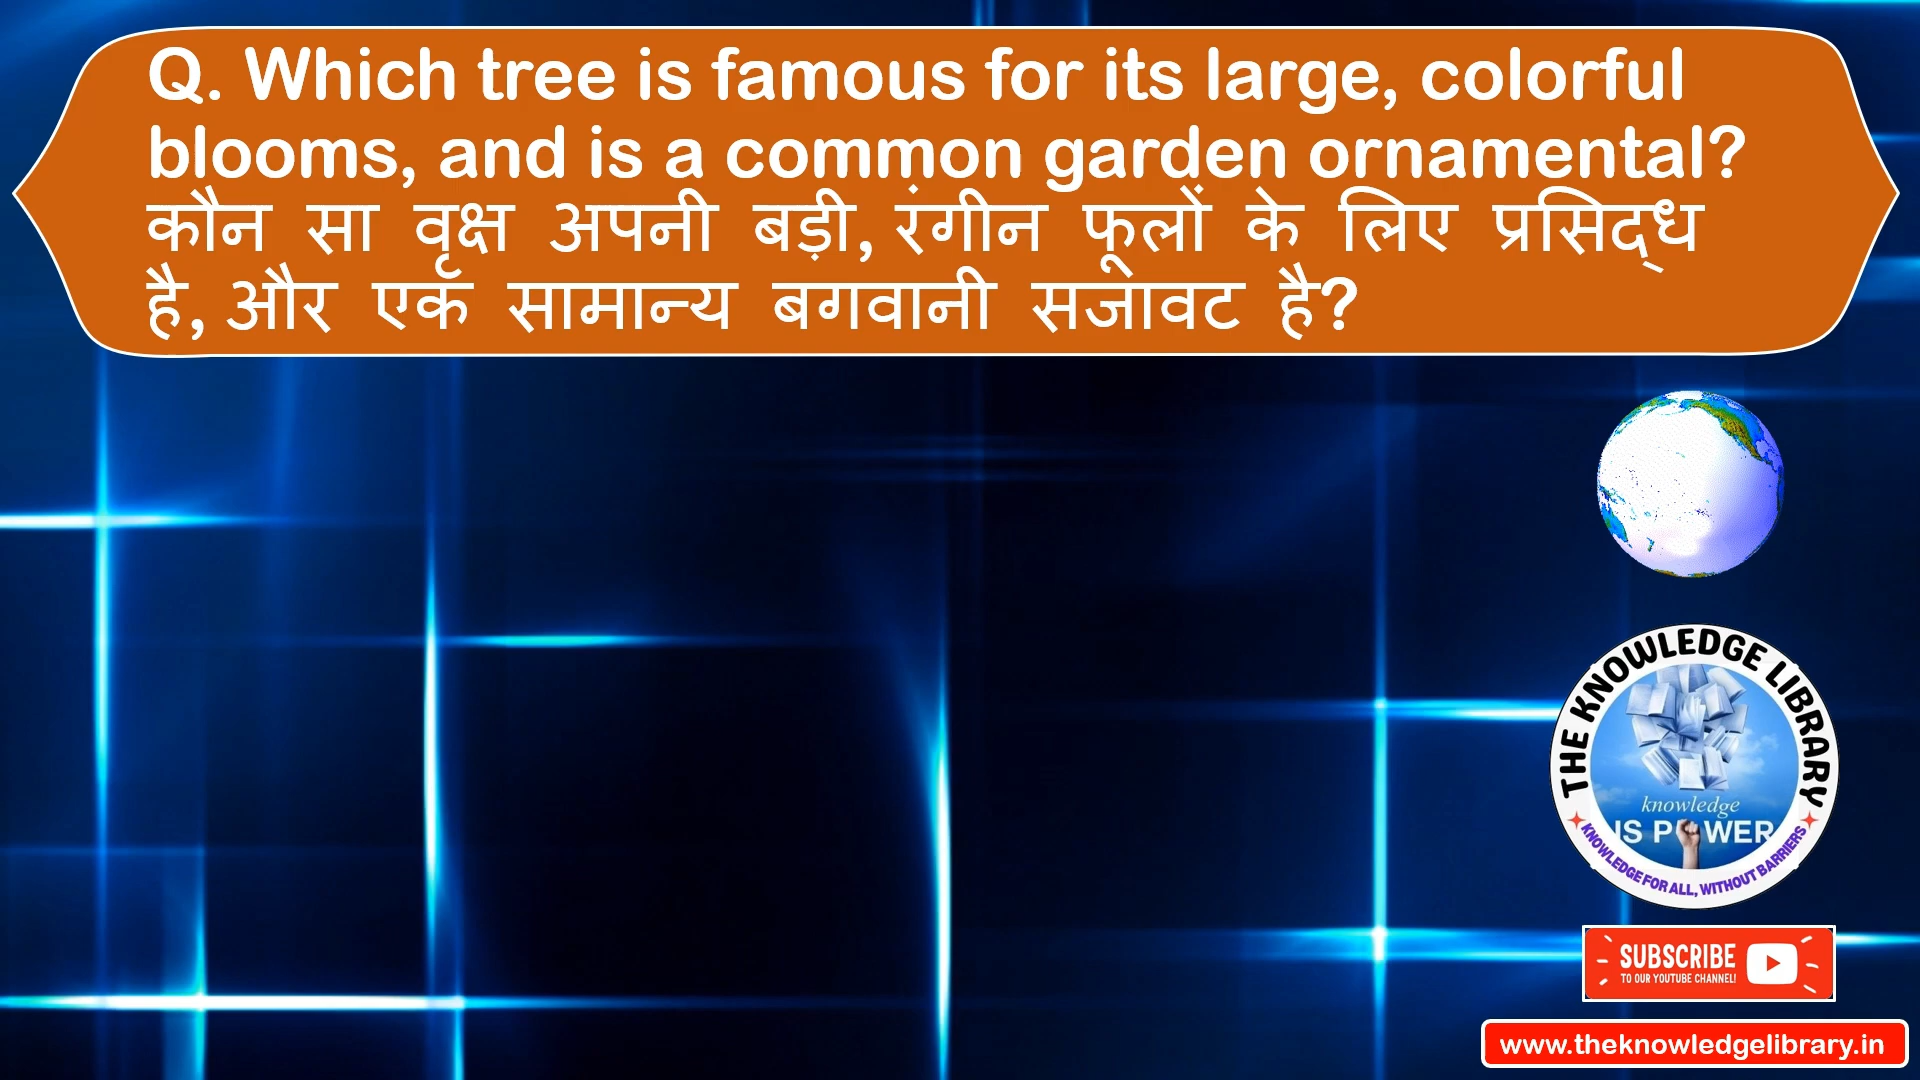 Q. Which tree is famous for its large, colorful
blooms, and is a common garden ornamental?
कौन सा वृक्ष अपनी बड़ी, रंगीन फूलों के लिए प्रसिद्ध
है, और एक सामान्य बगवानी सजावट है?
THE KNOWLEDGE LIBRARY
knowledge
IS POWER
KNOWLEDGE FOR ALL, WITHOUT BARRIERS
SUBSCRIBE
TO OUR YOUTUBE CHANNEL!
www.theknowledgelibrary.in